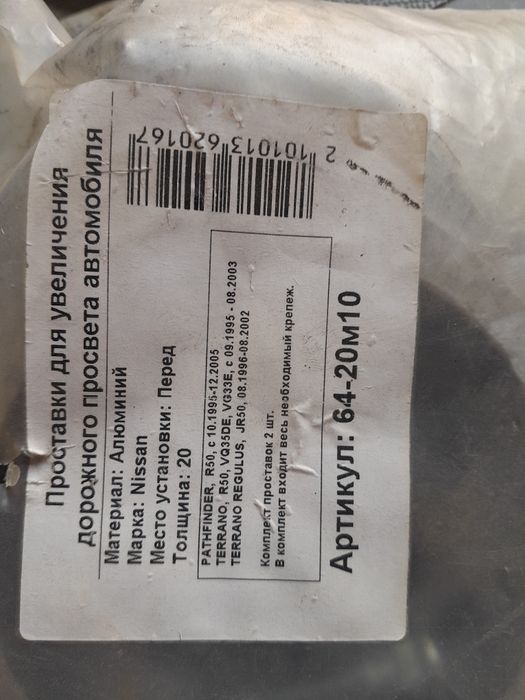 Проставки для увеличения
дорожного просвета автомобиля
Материал: Алюминий
Марка: Nissan
Место установки: Перед
Толщина: 20
2 101013 620167
PATHFINDER, R50, с 10.1995-12.2005
TERRANO, R50, VQ35DE, VG33E, с 09.1995 - 08.2003
TERRANO REGULUS, JR50, 08.1996-08.2002
Комплект проставок 2 шт.
В комплект входит весь необходимый крепеж.
Артикул: 64-20м10